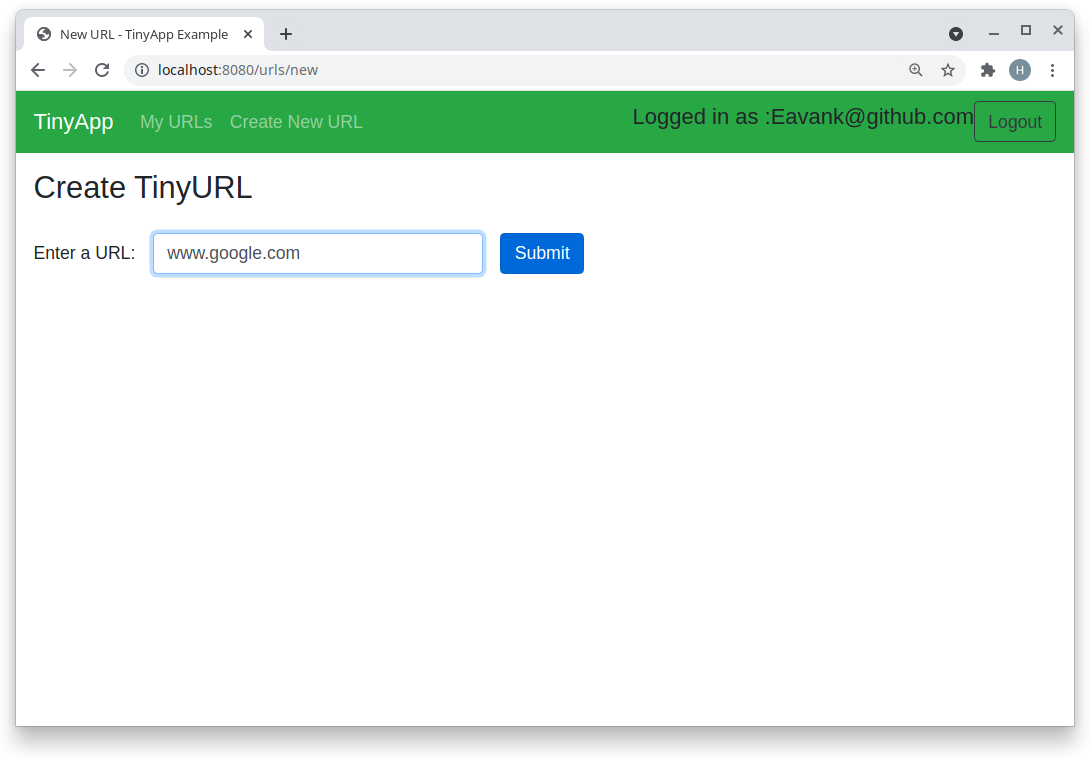 New URL - TinyApp Example
localhost:8080/urls/new
H
TinyApp My URLs Create New URL Logged in as :Eavank@github.com Logout
Create TinyURL
Enter a URL: www.google.com Submit